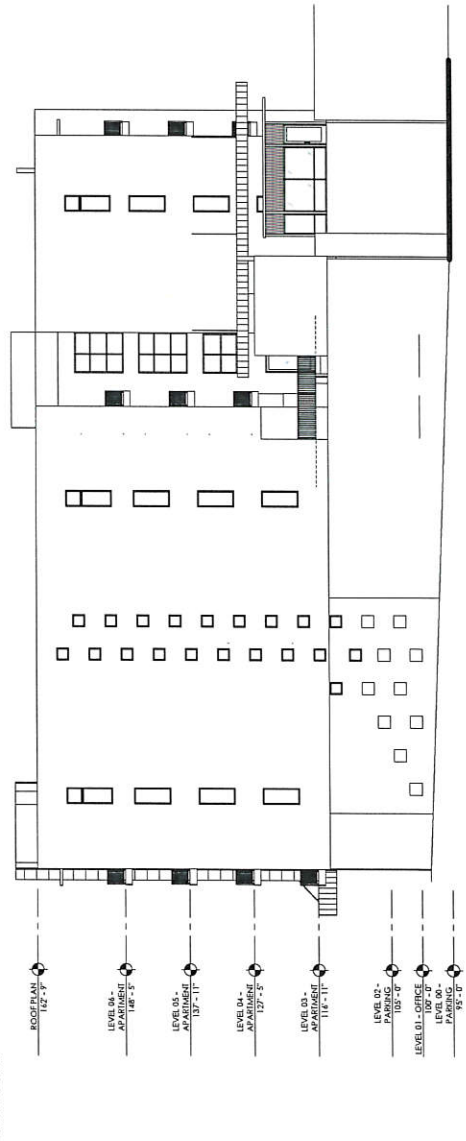 ROOF PLAN
162' - 9"
LEVEL 06 -
APARTMENT
148' - 5"
LEVEL 05 -
APARTMENT
137' - 11"
LEVEL 04 -
APARTMENT
127' - 5"
LEVEL 03 -
APARTMENT
116' - 11"
LEVEL 02 -
PARKING
105' - 0"
LEVEL 01 - OFFICE
100' - 0"
LEVEL 00 -
PARKING
95' - 0"